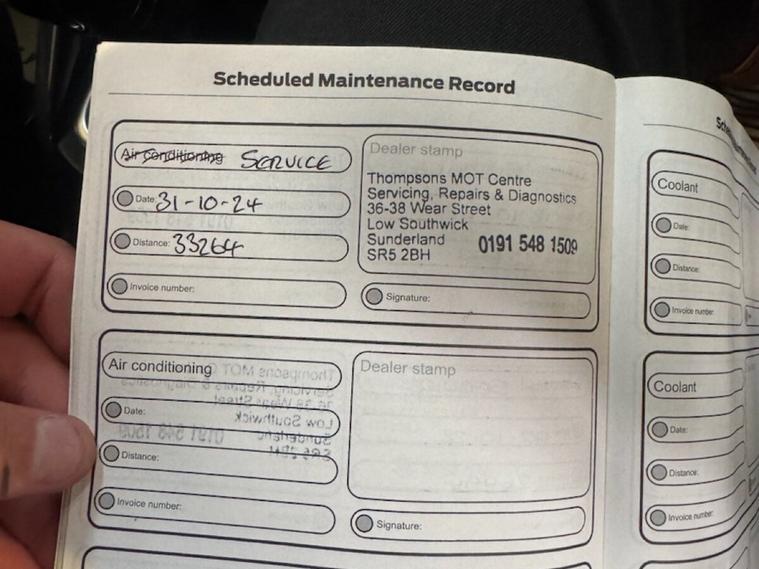 Scheduled Maintenance Record
Air conditioning SERVICE
Date 31-10-24
Distance: 33264
Invoice number:
Dealer stamp
Thompsons MOT Centre
Servicing, Repairs & Diagnostics
36-38 Wear Street
Low Southwick
Sunderland 0191 548 1509
SR5 2BH
Signature:
Air conditioning
Date:
Distance:
Invoice number:
Dealer stamp
Signature:
Coolant
Date:
Distance:
Invoice number:
Coolant
Date:
Distance:
Invoice number: